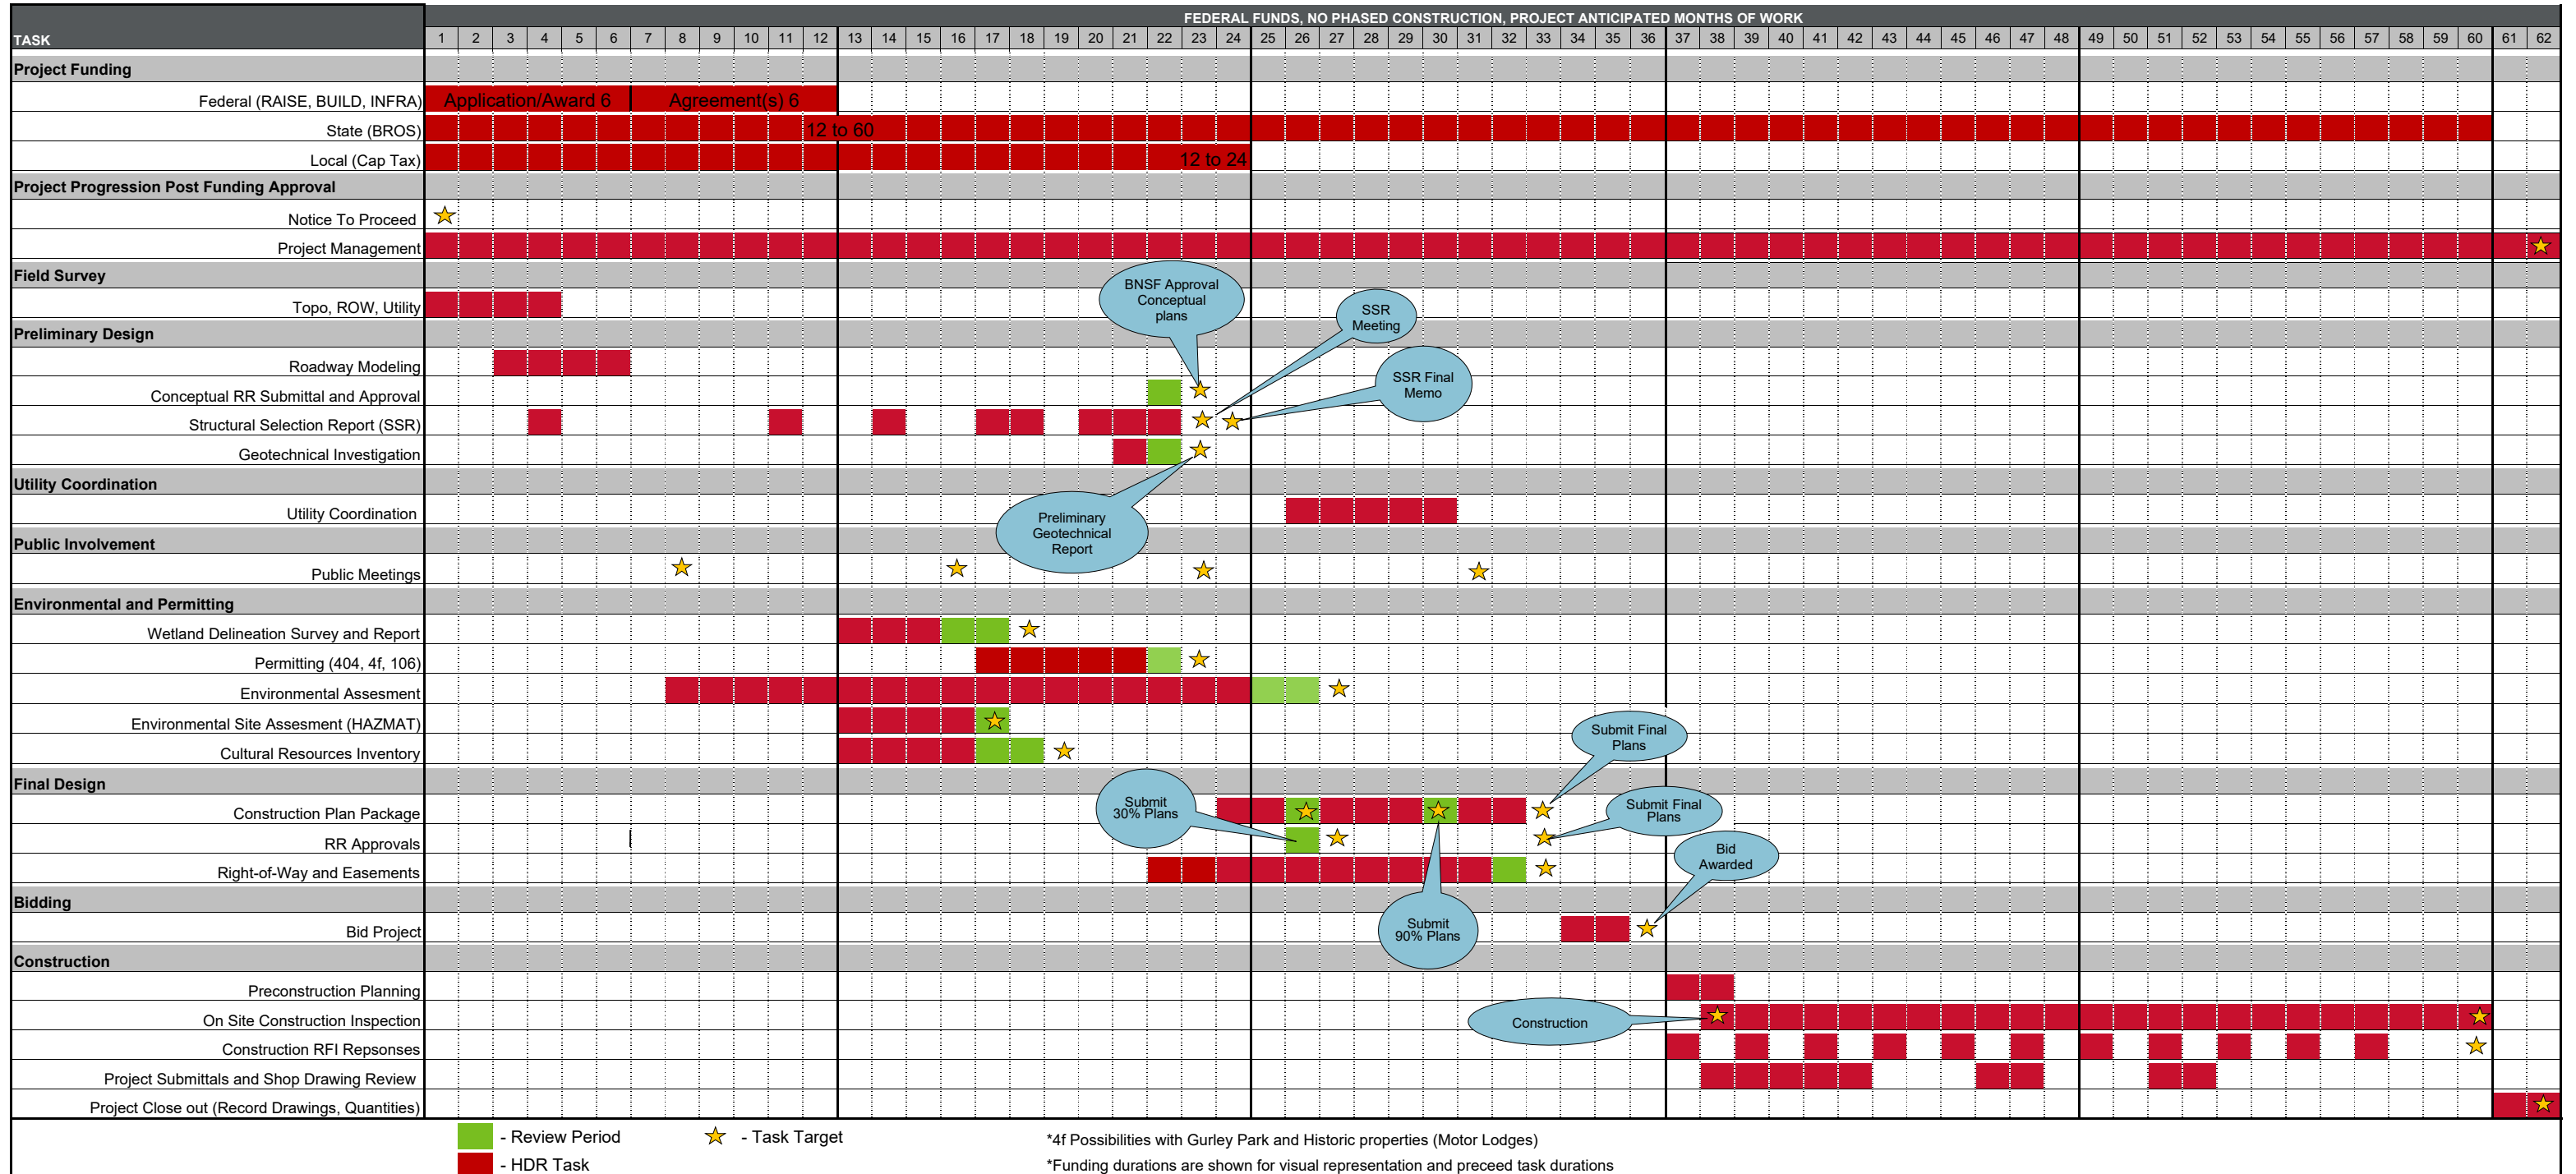 FEDERAL FUNDS, NO PHASED CONSTRUCTION, PROJECT ANTICIPATED MONTHS OF WORK
TASK 1 2 3 4 5 6 7 8 9 10 11 12 13 14 15 16 17 18 19 20 21 22 23 24 25 26 27 28 29 30 31 32 33 34 35 36 37 38 39 40 41 42 43 44 45 46 47 48 49 50 51 52 53 54 55 56 57 58 59 60 61 62
Project Funding
Federal (RAISE, BUILD, INFRA) Application/Award 6 Agreement(s) 6
State (BROS) 12 to 60
Local (Cap Tax) 12 to 24
Project Progression Post Funding Approval
Notice To Proceed
Project Management
Field Survey
BNSF Approval
Conceptual
plans
Topo, ROW, Utility
SSR
Meeting
Preliminary Design
Roadway Modeling
SSR Final
Memo
Conceptual RR Submittal and Approval
Structural Selection Report (SSR)
Geotechnical Investigation
Utility Coordination
Utility Coordination
Preliminary
Geotechnical
Report
Public Involvement
Public Meetings
Environmental and Permitting
Wetland Delineation Survey and Report
Permitting (404, 4f, 106)
Environmental Assesment
Environmental Site Assesment (HAZMAT)
Submit Final
Plans
Cultural Resources Inventory
Final Design
Submit
30% Plans
Construction Plan Package
Submit Final
Plans
RR Approvals
Bid
Awarded
Right-of-Way and Easements
Bidding
Submit
90% Plans
Bid Project
Construction
Preconstruction Planning
On Site Construction Inspection
Construction
Construction RFI Repsonses
Project Submittals and Shop Drawing Review
Project Close out (Record Drawings, Quantities)
- Review Period - Task Target *4f Possibilities with Gurley Park and Historic properties (Motor Lodges)
- HDR Task *Funding durations are shown for visual representation and preceed task durations